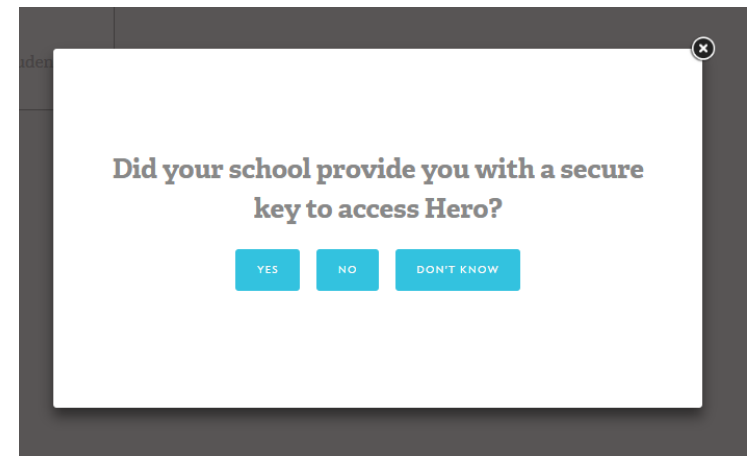 Did your school provide you with a secure
key to access Hero?
YES NO DON'T KNOW